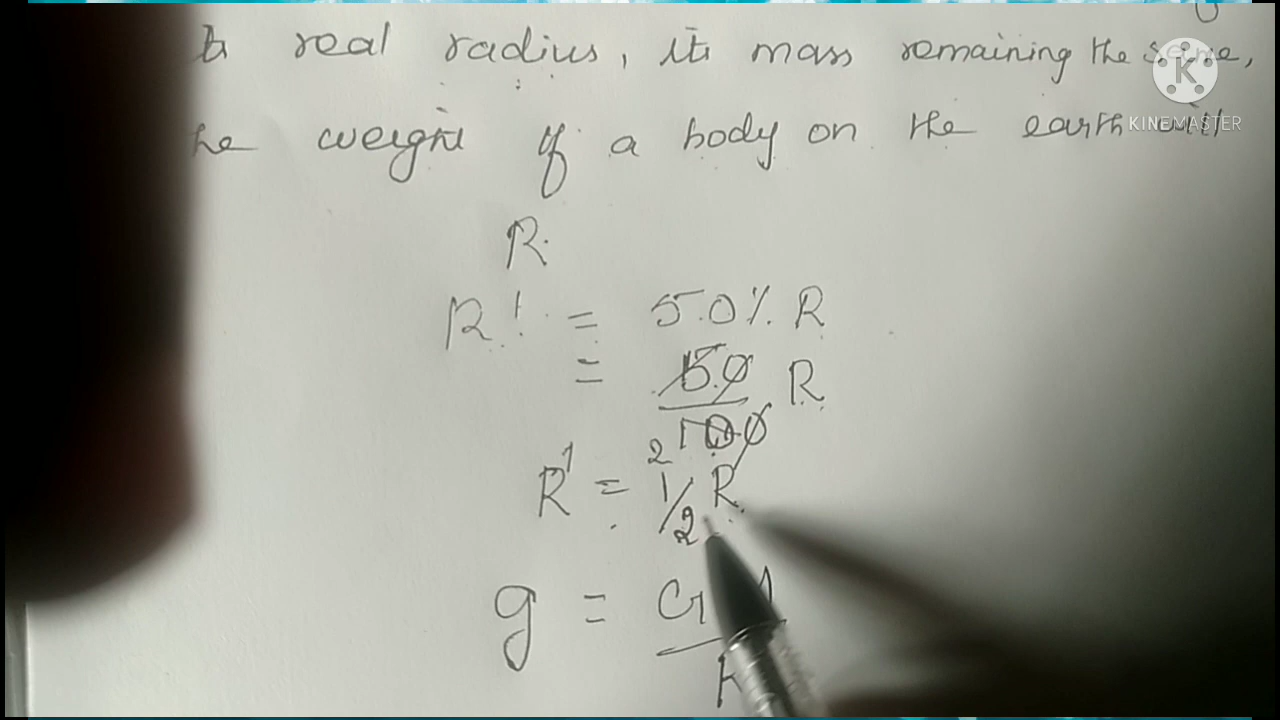 real radius, its mass remaining the same,
he weight of a body on the earth will
KINEMASTER
R
R' = 50% R
= 50/100 R
2
R' = 1/2 R
g = G
R